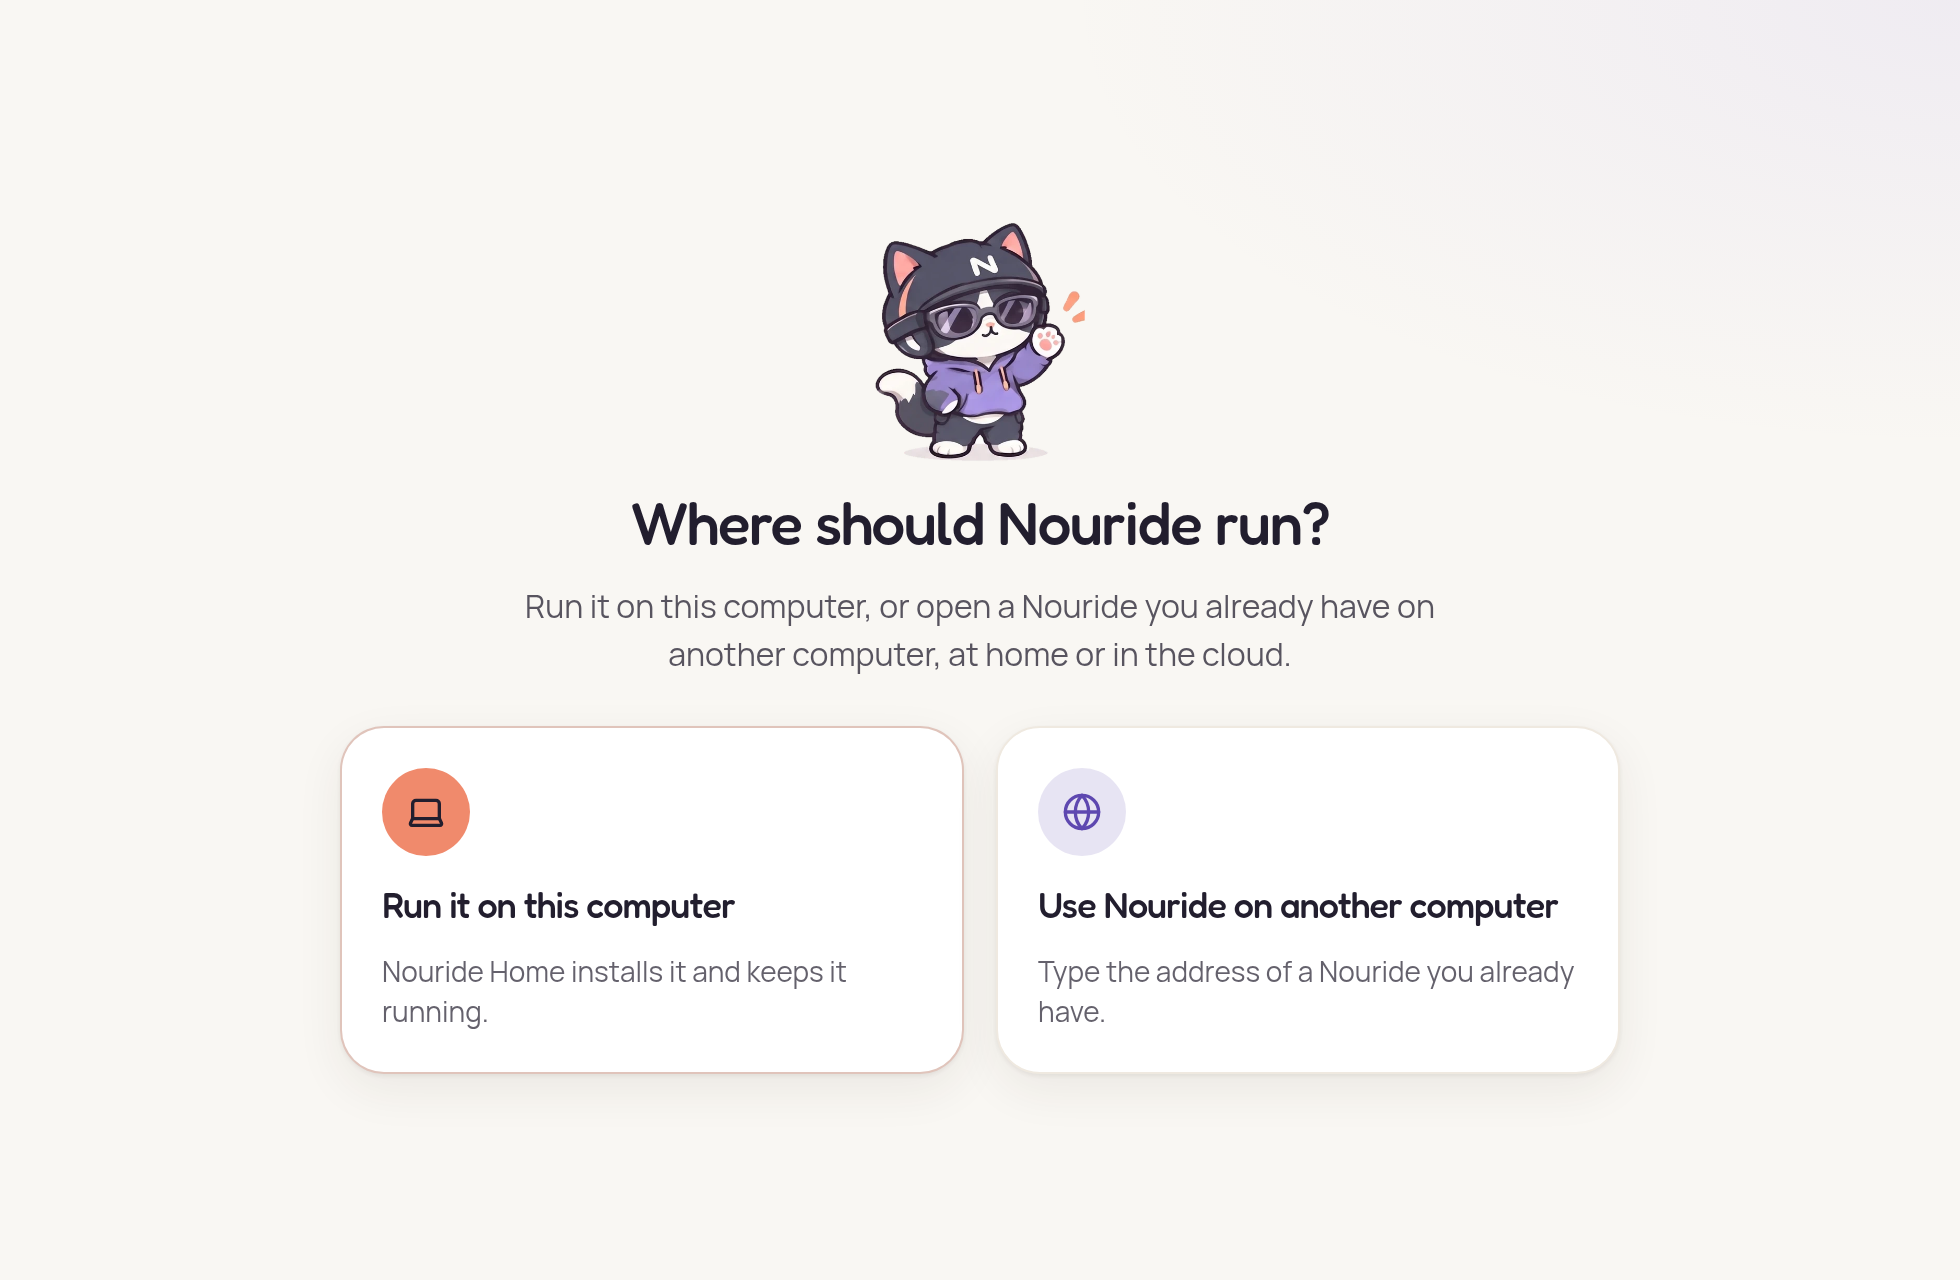 N
Where should Nouride run?
Run it on this computer, or open a Nouride you already have on
another computer, at home or in the cloud.
Run it on this computer
Nouride Home installs it and keeps it
running.
Use Nouride on another computer
Type the address of a Nouride you already
have.